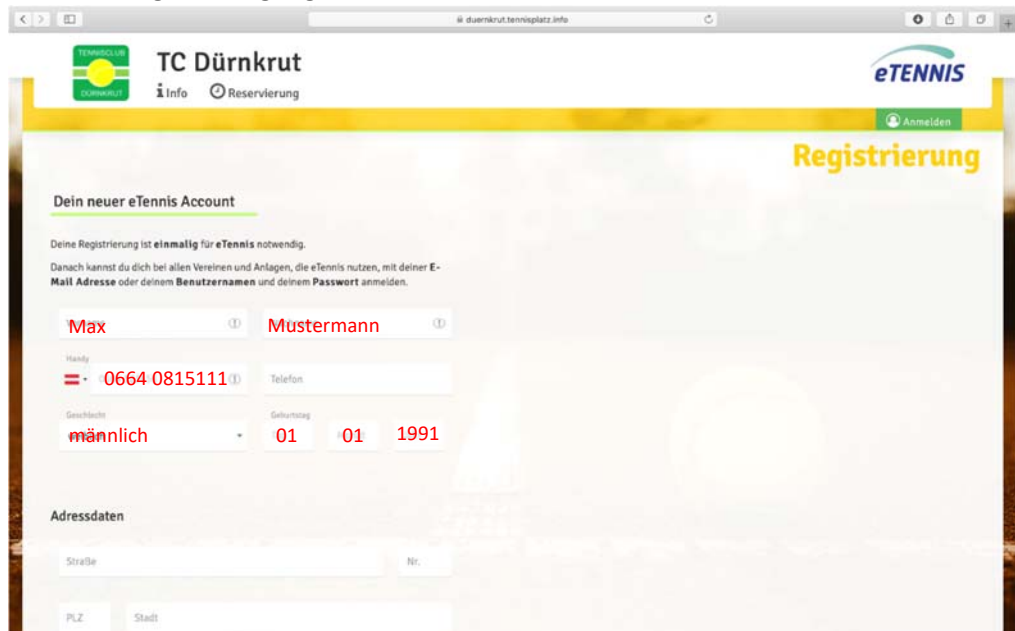 duernkrut.tennisplatz.info
TENNISCLUB
DÜRNKRUT
TC Dürnkrut
Info Reservierung
eTENNIS
Anmelden
Registrierung
Dein neuer eTennis Account
Deine Registrierung ist einmalig für eTennis notwendig.
Danach kannst du dich bei allen Vereinen und Anlagen, die eTennis nutzen, mit deiner E-
Mail Adresse oder deinem Benutzernamen und deinem Passwort anmelden.
Max Mustermann
Handy
0664 0815111 Telefon
Geschlecht Geburtstag
männlich 01 01 1991
Adressdaten
Straße Nr.
PLZ Stadt